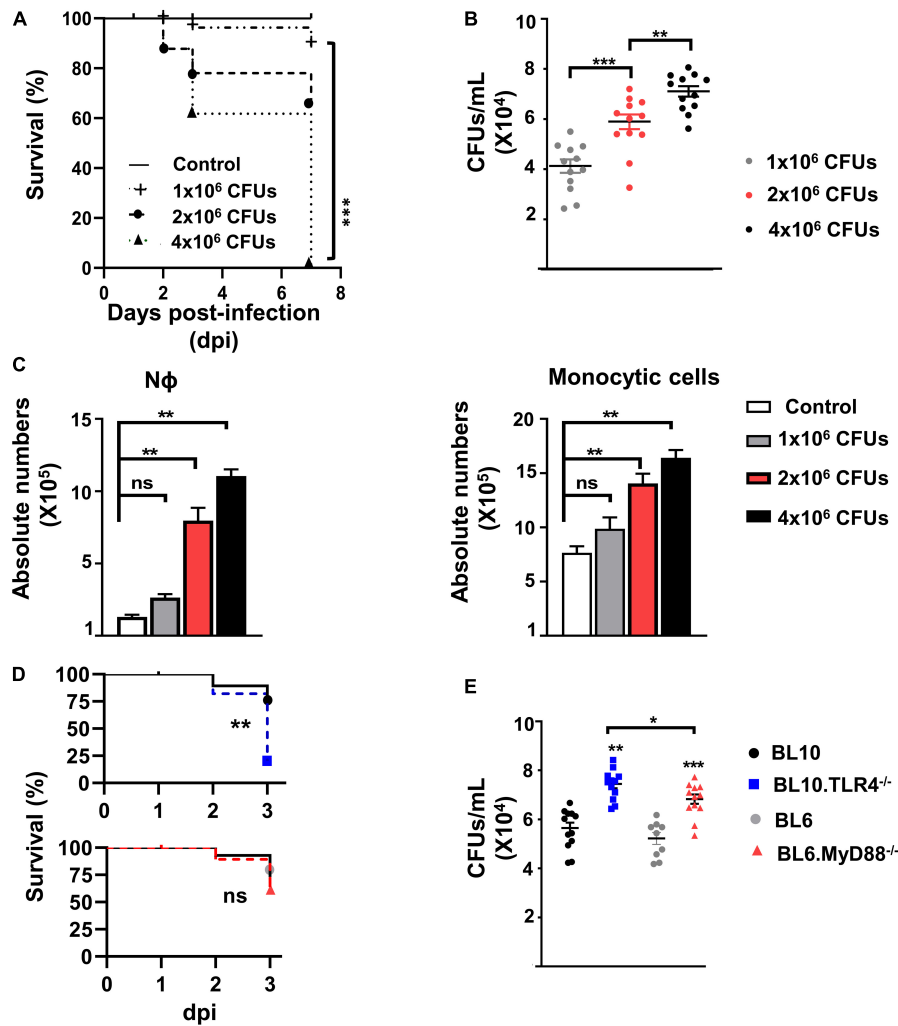 A
Survival (%)
100
80
60
40
20
0
Control
1x10⁶ CFUs
2x10⁶ CFUs
4x10⁶ CFUs
***
0 2 4 6 8
Days post-infection
(dpi)
B
CFUs/mL
(X10⁴)
10
8
6
4
2
***
**
1x10⁶ CFUs
2x10⁶ CFUs
4x10⁶ CFUs
C
Nϕ
Absolute numbers
(X10⁵)
15
10
5
1
**
**
ns
Monocytic cells
Absolute numbers
(X10⁵)
20
15
10
5
1
**
**
ns
Control
1x10⁶ CFUs
2x10⁶ CFUs
4x10⁶ CFUs
D
Survival (%)
100
75
50
25
0
**
0 1 2 3
100
75
50
25
0
ns
0 1 2 3
dpi
E
CFUs/mL
(X10⁴)
10
8
6
4
2
*
**
***
BL10
BL10.TLR4⁻/⁻
BL6
BL6.MyD88⁻/⁻